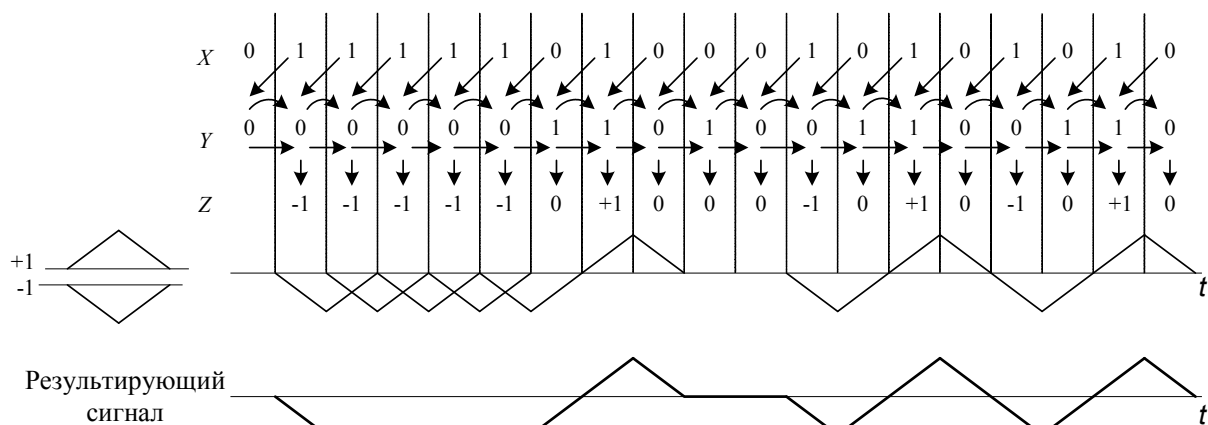 X 0 1 1 1 1 1 0 1 0 0 0 1 0 1 0 1 0 1 0
Y 0 0 0 0 0 0 1 1 0 1 0 0 1 1 0 0 1 1 0
Z -1 -1 -1 -1 -1 0 +1 0 0 0 -1 0 +1 0 -1 0 +1 0
+1
-1
t
Результирующий
сигнал
t